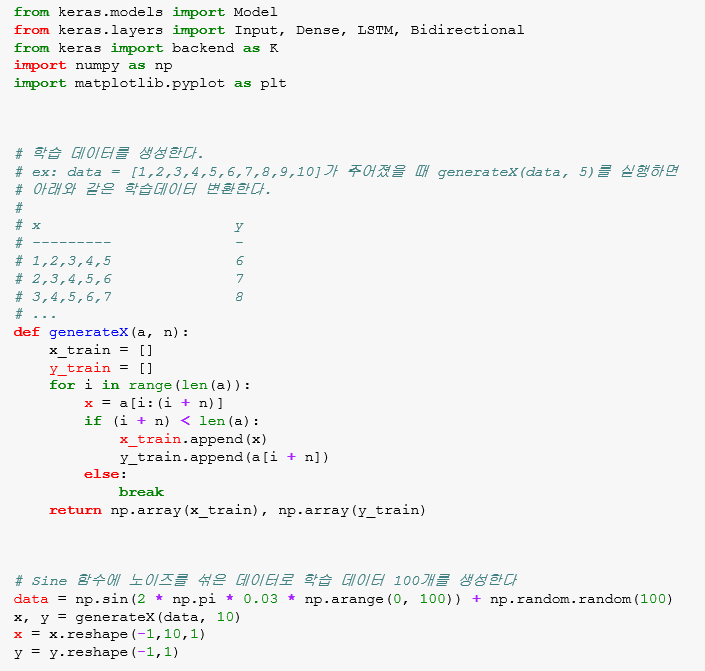 from keras.models import Model
from keras.layers import Input, Dense, LSTM, Bidirectional
from keras import backend as K
import numpy as np
import matplotlib.pyplot as plt
# 학습 데이터를 생성한다.
# ex: data = [1,2,3,4,5,6,7,8,9,10]가 주어졌을 때 generateX(data, 5)를 실행하면
# 아래와 같은 학습데이터 변환한다.
#
# x                      y
# ---------              -
# 1,2,3,4,5              6
# 2,3,4,5,6              7
# 3,4,5,6,7              8
# ...
def generateX(a, n):
    x_train = []
    y_train = []
    for i in range(len(a)):
        x = a[i:(i + n)]
        if (i + n) < len(a):
            x_train.append(x)
            y_train.append(a[i + n])
        else:
            break
    return np.array(x_train), np.array(y_train)
# Sine 함수에 노이즈를 섞은 데이터로 학습 데이터 100개를 생성한다
data = np.sin(2 * np.pi * 0.03 * np.arange(0, 100)) + np.random.random(100)
x, y = generateX(data, 10)
x = x.reshape(-1,10,1)
y = y.reshape(-1,1)